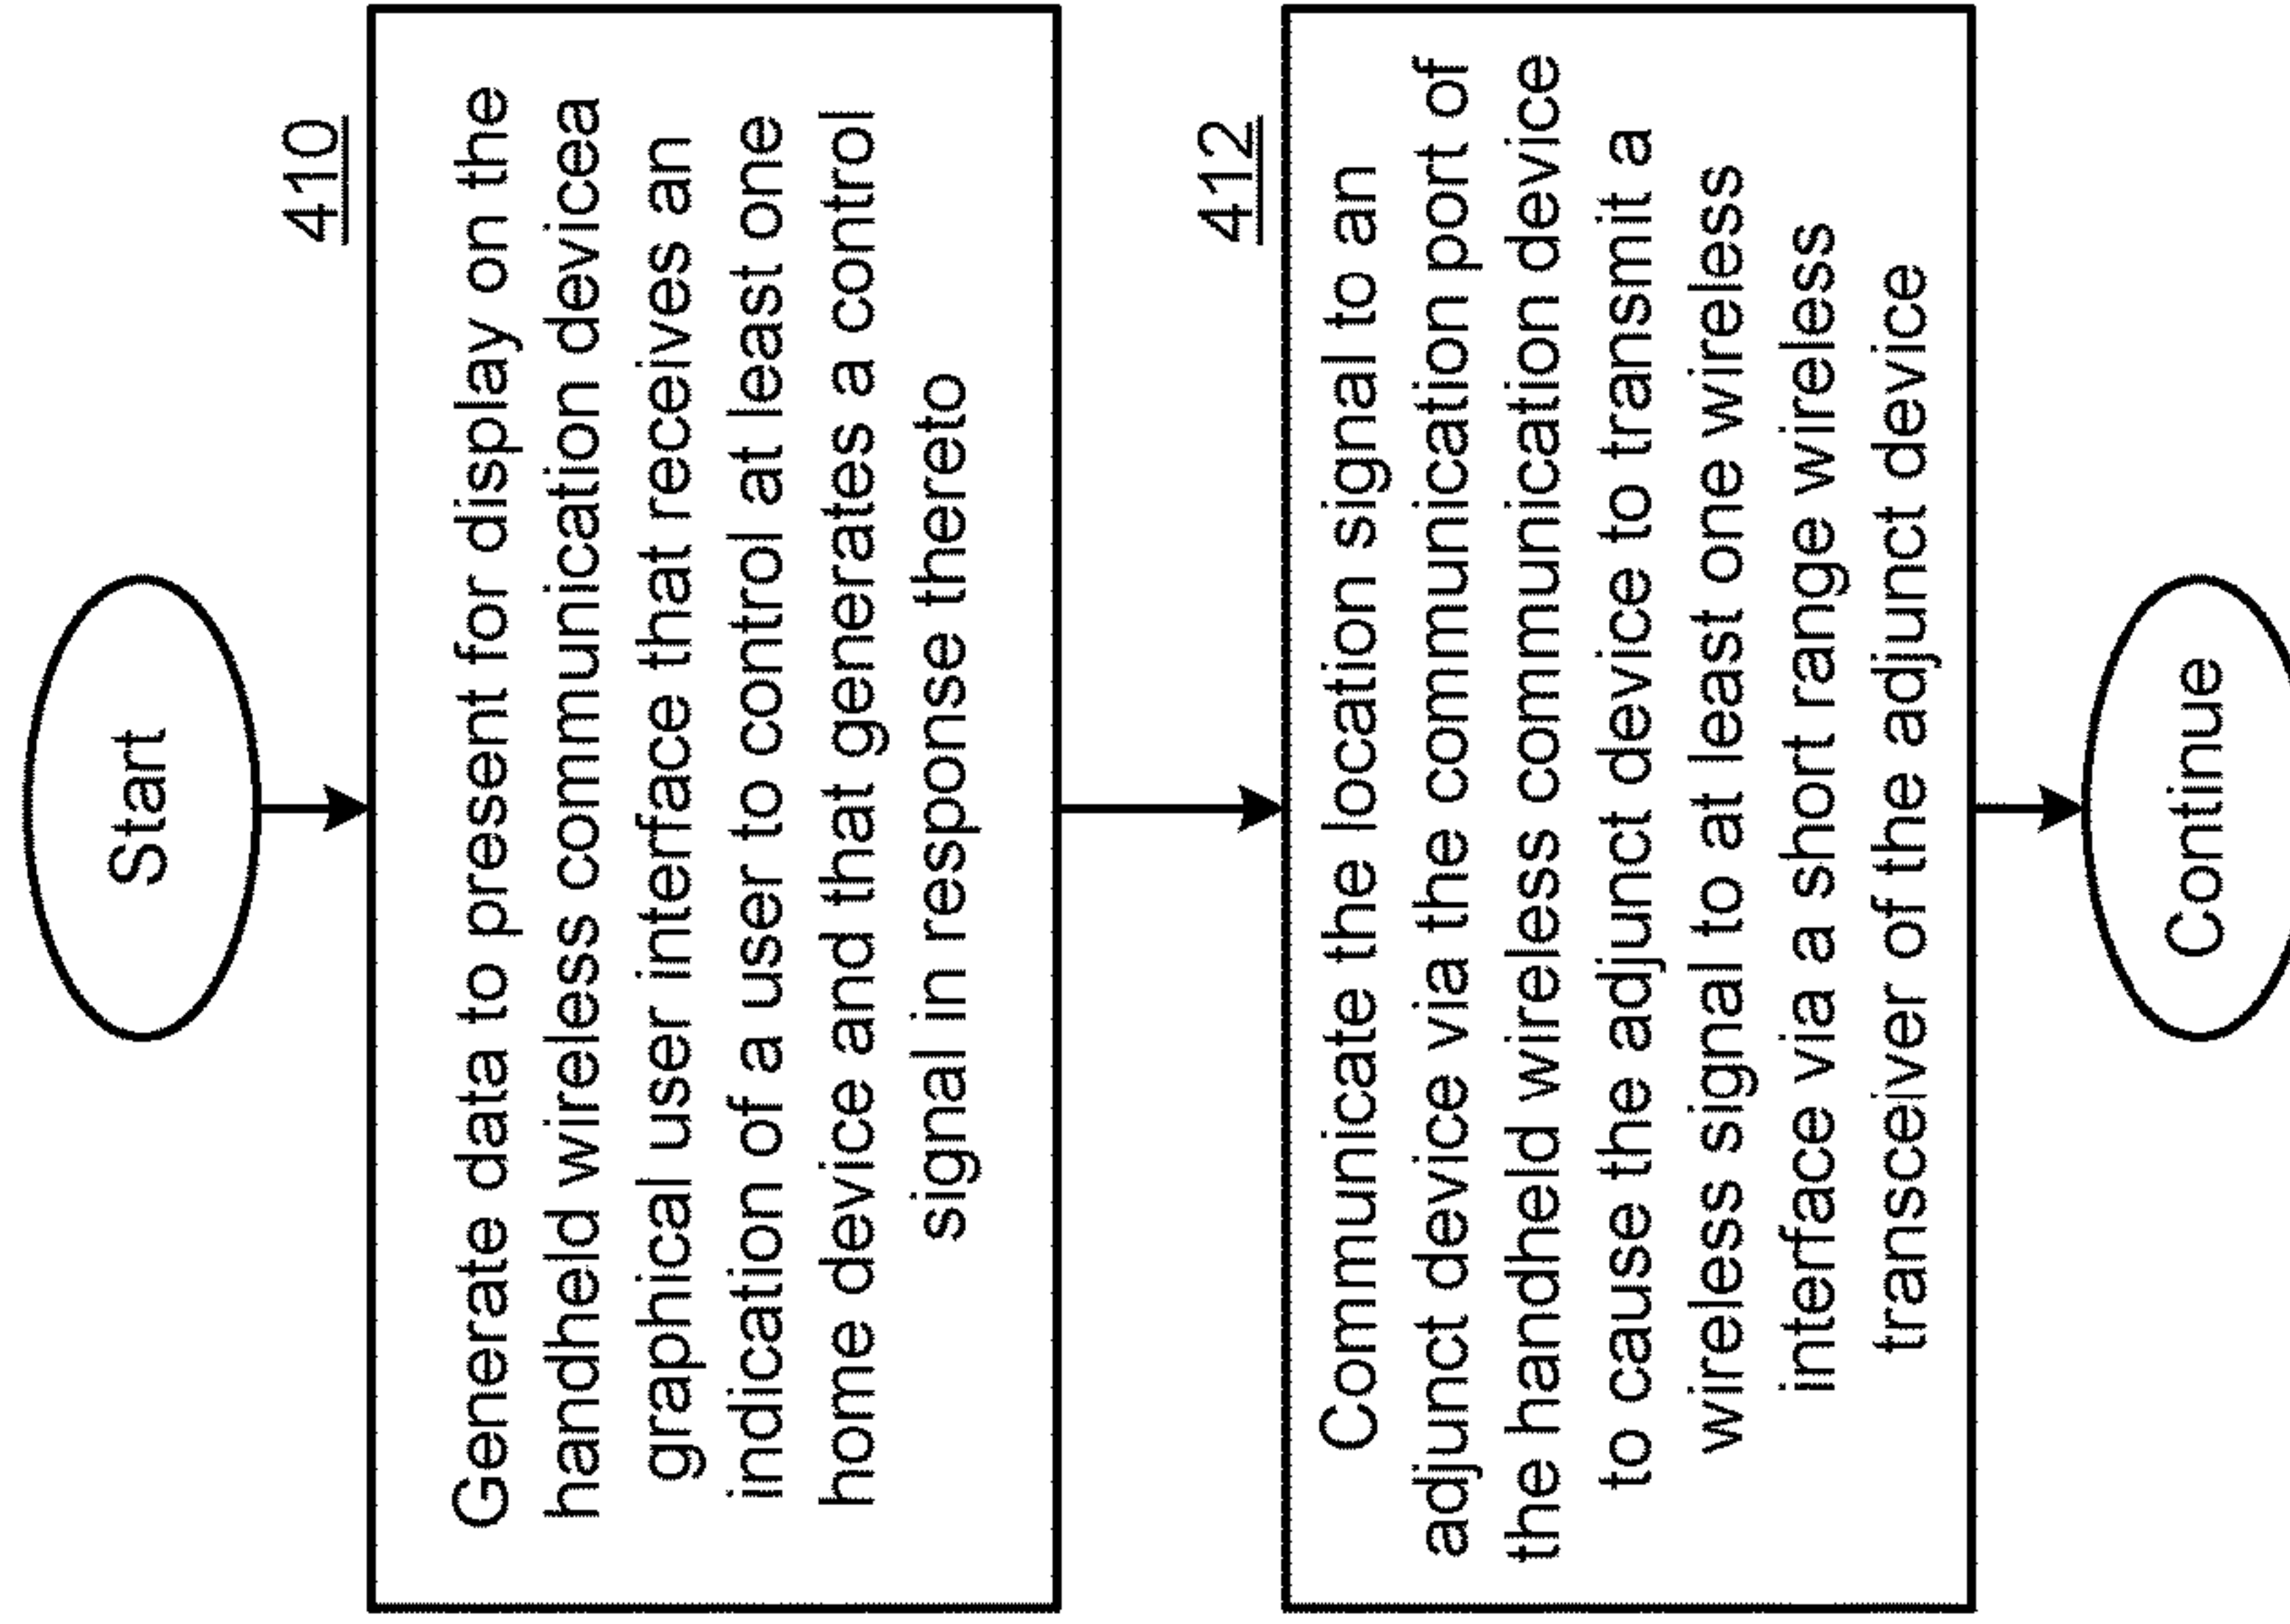 Start
410
Generate data to present for display on the
handheld wireless communication devicea
graphical user interface that receives an
indication of a user to control at least one
home device and that generates a control
signal in response thereto
412
Communicate the location signal to an
adjunct device via the communication port of
the handheld wireless communication device
to cause the adjunct device to transmit a
wireless signal to at least one wireless
interface via a short range wireless
transceiver of the adjunct device
Continue